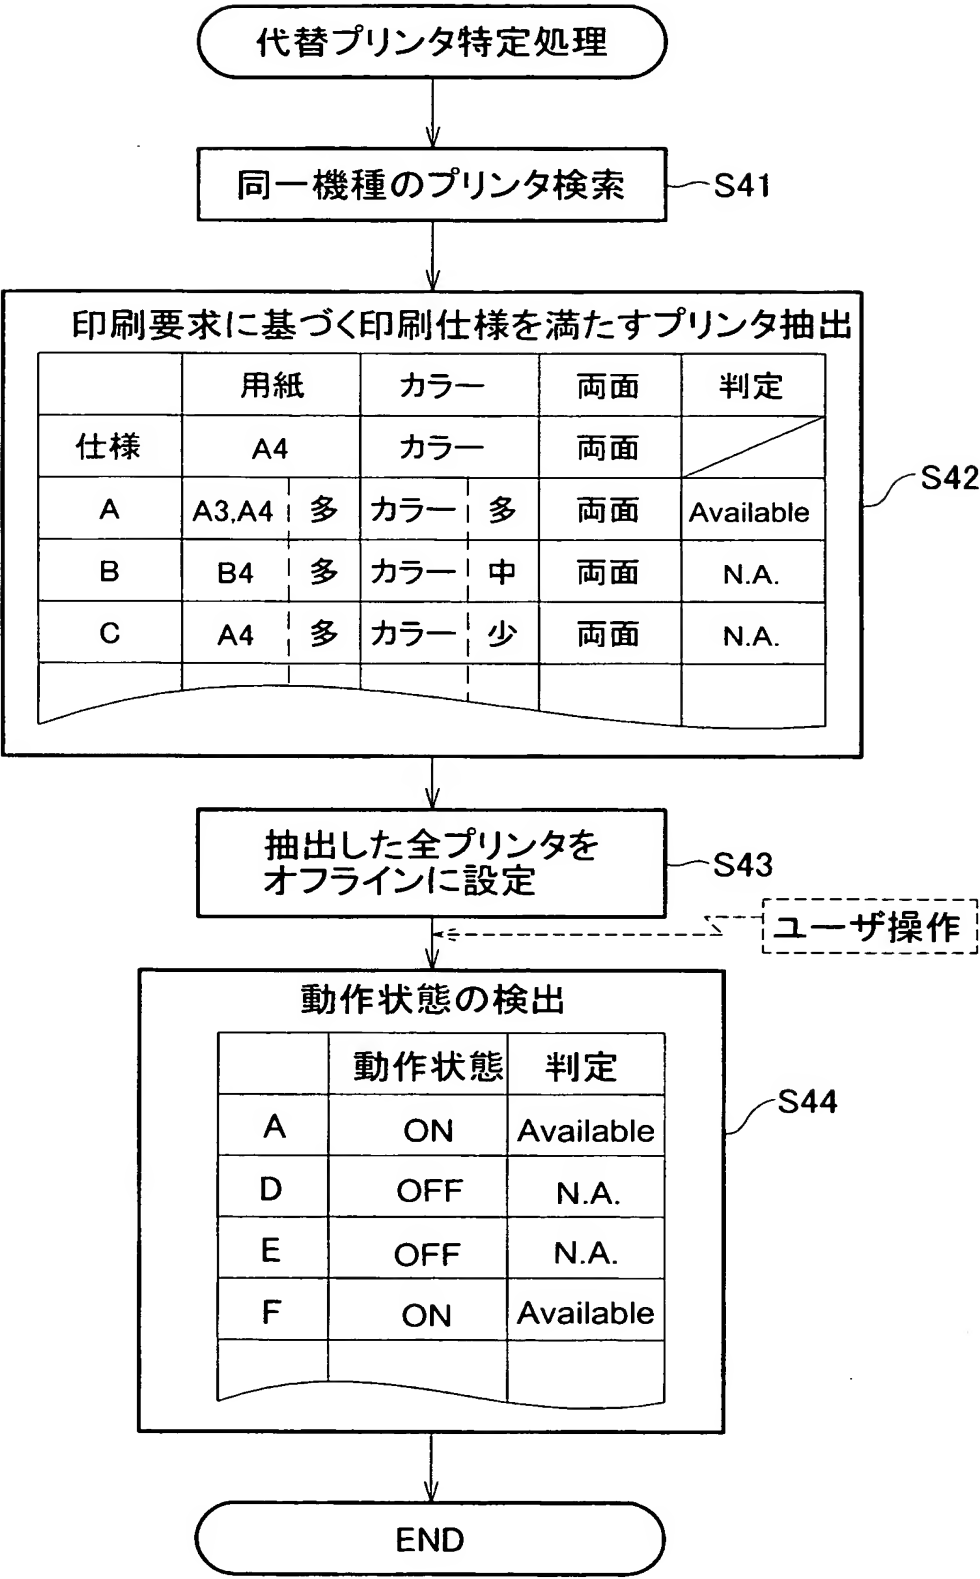 代替プリンタ特定処理
同一機種のプリンタ検索
S41
印刷要求に基づく印刷仕様を満たすプリンタ抽出
用紙 カラー 両面 判定
仕様 A4 カラー 両面
A A3,A4 多 カラー 多 両面 Available
B B4 多 カラー 中 両面 N.A.
C A4 多 カラー 少 両面 N.A.
S42
抽出した全プリンタを
オフラインに設定
S43
ユーザ操作
動作状態の検出
動作状態 判定
A ON Available
D OFF N.A.
E OFF N.A.
F ON Available
S44
END